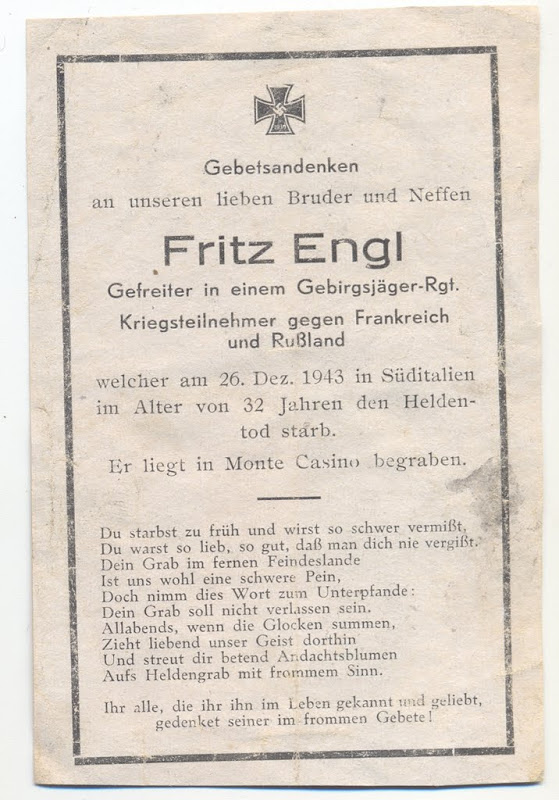 Gebetsandenken
an unseren lieben Bruder und Neffen
Fritz Engl
Gefreiter in einem Gebirgsjäger-Rgt.
Kriegsteilnehmer gegen Frankreich
und Rußland
welcher am 26. Dez. 1943 in Süditalien
im Alter von 32 Jahren den Helden-
tod starb.
Er liegt in Monte Casino begraben.
Du starbst zu früh und wirst so schwer vermißt,
Du warst so lieb, so gut, daß man dich nie vergißt.
Dein Grab im fernen Feindeslande
Ist uns wohl eine schwere Pein,
Doch nimm dies Wort zum Unterpfande:
Dein Grab soll nicht verlassen sein.
Allabends, wenn die Glocken summen,
Zieht liebend unser Geist dorthin
Und streut dir betend Andachtsblumen
Aufs Heldengrab mit frommem Sinn.
Ihr alle, die ihr ihn im Leben gekannt und geliebt,
gedenket seiner im frommen Gebete!